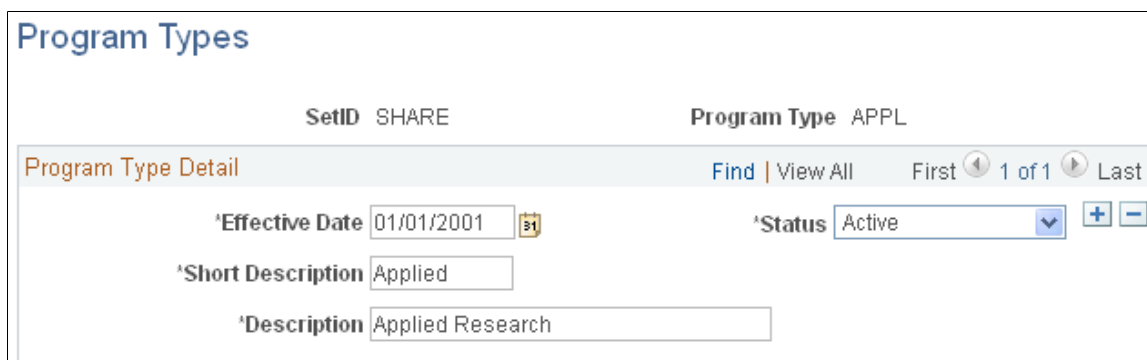 Program Types
SetID SHARE Program Type APPL
Program Type Detail Find | View All First 1 of 1 Last
*Effective Date 01/01/2001 31 *Status Active
*Short Description Applied
*Description Applied Research